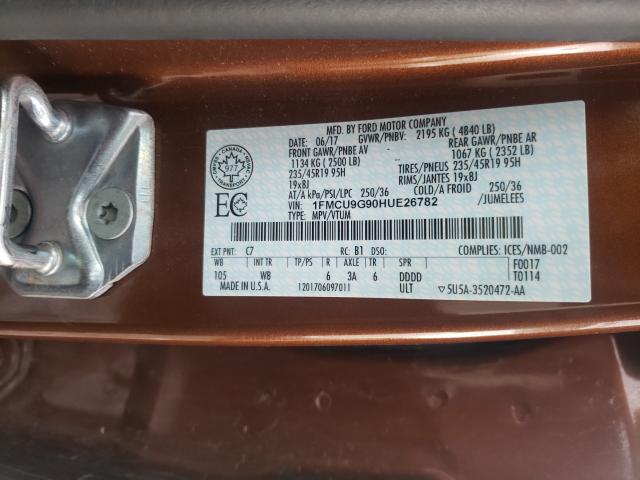 MFD. BY FORD MOTOR COMPANY
DATE: 06/17 GVWR/PNBV: 2195 KG ( 4840 LB)
FRONT GAWR/PNBE AV - REAR GAWR/PNBE AR
1134 KG ( 2500 LB) 1067 KG ( 2352 LB)
235/45R19 95H TIRES/PNEUS 235/45R19 95H
19x8J RIMS/JANTES 19x8J
AT/A kPa/PSI/LPC 250/36 COLD/A FROID 250/36
VIN: 1FMCU9G90HUE26782 /JUMELEES
TYPE: MPV/VTUM
CANADA
977
TRANSPORT
EC
EXT PNT: C7 RC: B1 DSO: COMPLIES: ICES/NMB-002
WB INT TR TP/PS R AXLE TR SPR F0017
105 WB 6 3A 6 DDDD T0114
MADE IN U.S.A. 1201706097011 ULT ▽5U5A-3520472-AA